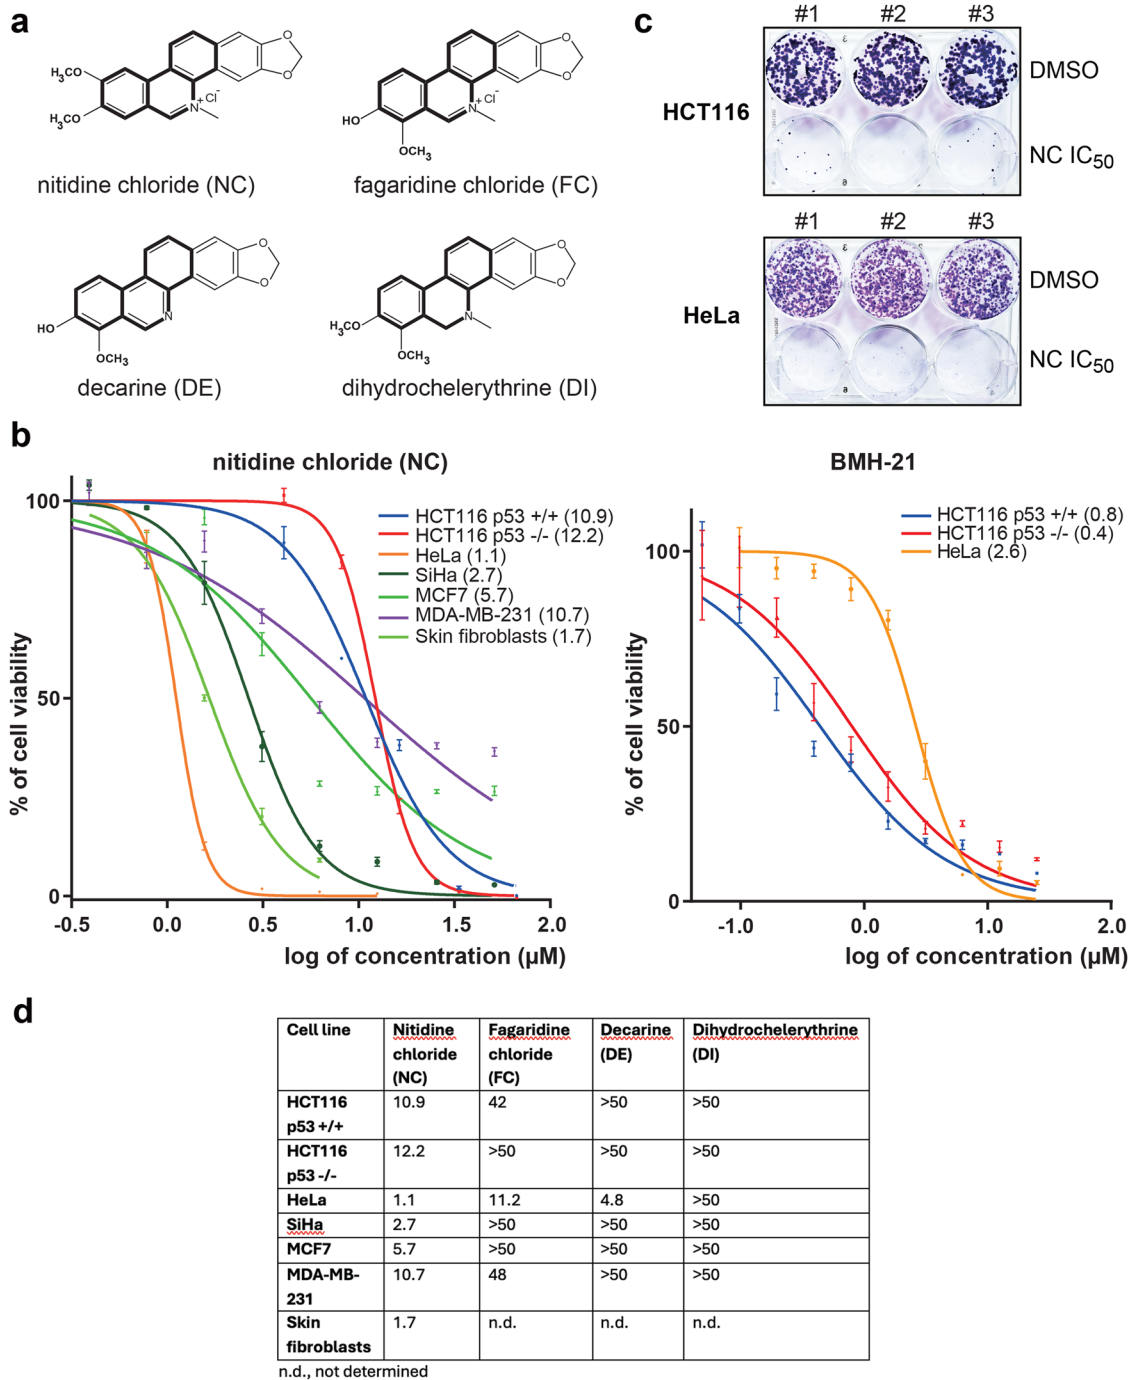 a
H₃CO
H₃CO
N⁺ Cl⁻
O
O
nitidine chloride (NC)
HO
OCH₃
N⁺ Cl⁻
O
O
fagaridine chloride (FC)
HO
OCH₃
N
O
O
decarine (DE)
H₃CO
OCH₃
N
O
O
dihydrochelerythrine (DI)
c
#1 #2 #3
HCT116
DMSO
NC IC₅₀
#1 #2 #3
HeLa
DMSO
NC IC₅₀
b
nitidine chloride (NC)
% of cell viability
100
50
0
-0.5 0.0 0.5 1.0 1.5 2.0
log of concentration (µM)
HCT116 p53 +/+ (10.9)
HCT116 p53 -/- (12.2)
HeLa (1.1)
SiHa (2.7)
MCF7 (5.7)
MDA-MB-231 (10.7)
Skin fibroblasts (1.7)
BMH-21
% of cell viability
100
50
0
-1.0 0.0 1.0 2.0
log of concentration (µM)
HCT116 p53 +/+ (0.8)
HCT116 p53 -/- (0.4)
HeLa (2.6)
d
Cell line Nitidine Fagaridine Decarine Dihydrochelerythrine
chloride chloride (DE) (DI)
(NC) (FC)
HCT116 10.9 42 >50 >50
p53 +/+
HCT116 12.2 >50 >50 >50
p53 -/-
HeLa 1.1 11.2 4.8 >50
SiHa 2.7 >50 >50 >50
MCF7 5.7 >50 >50 >50
MDA-MB- 10.7 48 >50 >50
231
Skin 1.7 n.d. n.d. n.d.
fibroblasts
n.d., not determined